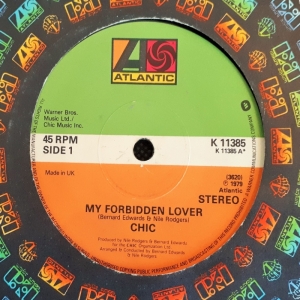 ATLANTIC
Warner Bros.
Music Ltd./
Chic Music Inc.
45 RPM
SIDE 1
K 11385
K 11385 A*
Made in UK
(3620)
℗ 1979
Atlantic
STEREO
MY FORBIDDEN LOVER
(Bernard Edwards & Nile Rodgers)
CHIC
Produced by Nile Rodgers & Bernard Edwards
for the CHIC Organization Ltd.
Arranged & Conducted by Bernard Edwards
& Nile Rodgers